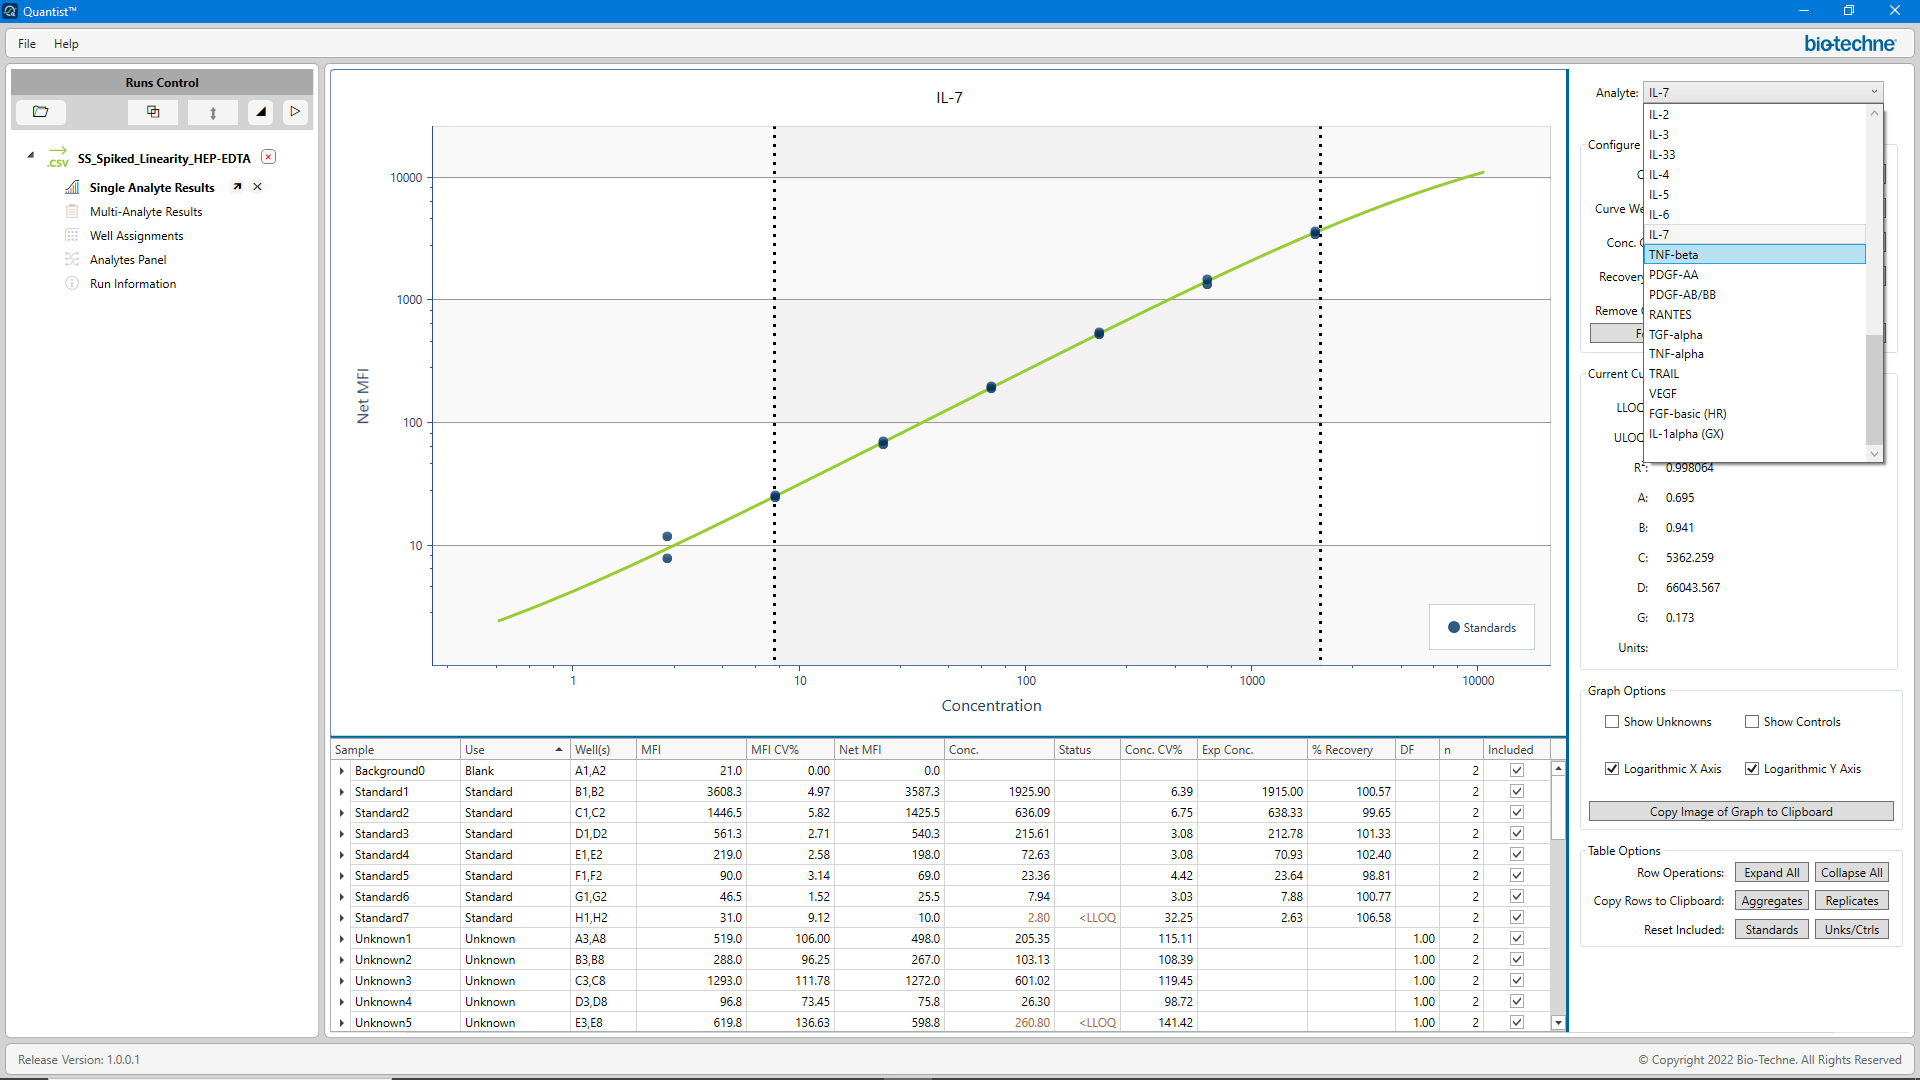 Quantist™
File Help
bio-techne
Runs Control
.CSV SS_Spiked_Linearity_HEP-EDTA
Single Analyte Results
Multi-Analyte Results
Well Assignments
Analytes Panel
Run Information
IL-7
Net MFI
10000
1000
100
10
1 10 100 1000 10000
Concentration
Standards
Analyte: IL-7
IL-2
IL-3
IL-33
IL-4
IL-5
IL-6
IL-7
TNF-beta
PDGF-AA
PDGF-AB/BB
RANTES
TGF-alpha
TNF-alpha
TRAIL
VEGF
FGF-basic (HR)
IL-1alpha (GX)
Configure
C
Curve We
Conc. C
Recovery
Remove
F
Current Cu
LLOQ
ULOQ
R²: 0.998064
A: 0.695
B: 0.941
C: 5362.259
D: 66043.567
G: 0.173
Units:
Graph Options
Show Unknowns Show Controls
Logarithmic X Axis Logarithmic Y Axis
Copy Image of Graph to Clipboard
Table Options
Row Operations: Expand All Collapse All
Copy Rows to Clipboard: Aggregates Replicates
Reset Included: Standards Unks/Ctrls
Sample Use Well(s) MFI MFI CV% Net MFI Conc. Status Conc. CV% Exp Conc. % Recovery DF n Included
Background0 Blank A1,A2 21.0 0.00 0.0 2
Standard1 Standard B1,B2 3608.3 4.97 3587.3 1925.90 6.39 1915.00 100.57 2
Standard2 Standard C1,C2 1446.5 5.82 1425.5 636.09 6.75 638.33 99.65 2
Standard3 Standard D1,D2 561.3 2.71 540.3 215.61 3.08 212.78 101.33 2
Standard4 Standard E1,E2 219.0 2.58 198.0 72.63 3.08 70.93 102.40 2
Standard5 Standard F1,F2 90.0 3.14 69.0 23.36 4.42 23.64 98.81 2
Standard6 Standard G1,G2 46.5 1.52 25.5 7.94 3.03 7.88 100.77 2
Standard7 Standard H1,H2 31.0 9.12 10.0 2.80 <LLOQ 32.25 2.63 106.58 2
Unknown1 Unknown A3,A8 519.0 106.00 498.0 205.35 115.11 1.00 2
Unknown2 Unknown B3,B8 288.0 96.25 267.0 103.13 108.39 1.00 2
Unknown3 Unknown C3,C8 1293.0 111.78 1272.0 601.02 119.45 1.00 2
Unknown4 Unknown D3,D8 96.8 73.45 75.8 26.30 98.72 1.00 2
Unknown5 Unknown E3,E8 619.8 136.63 598.8 260.80 <LLOQ 141.42 1.00 2
Release Version: 1.0.0.1
© Copyright 2022 Bio-Techne. All Rights Reserved